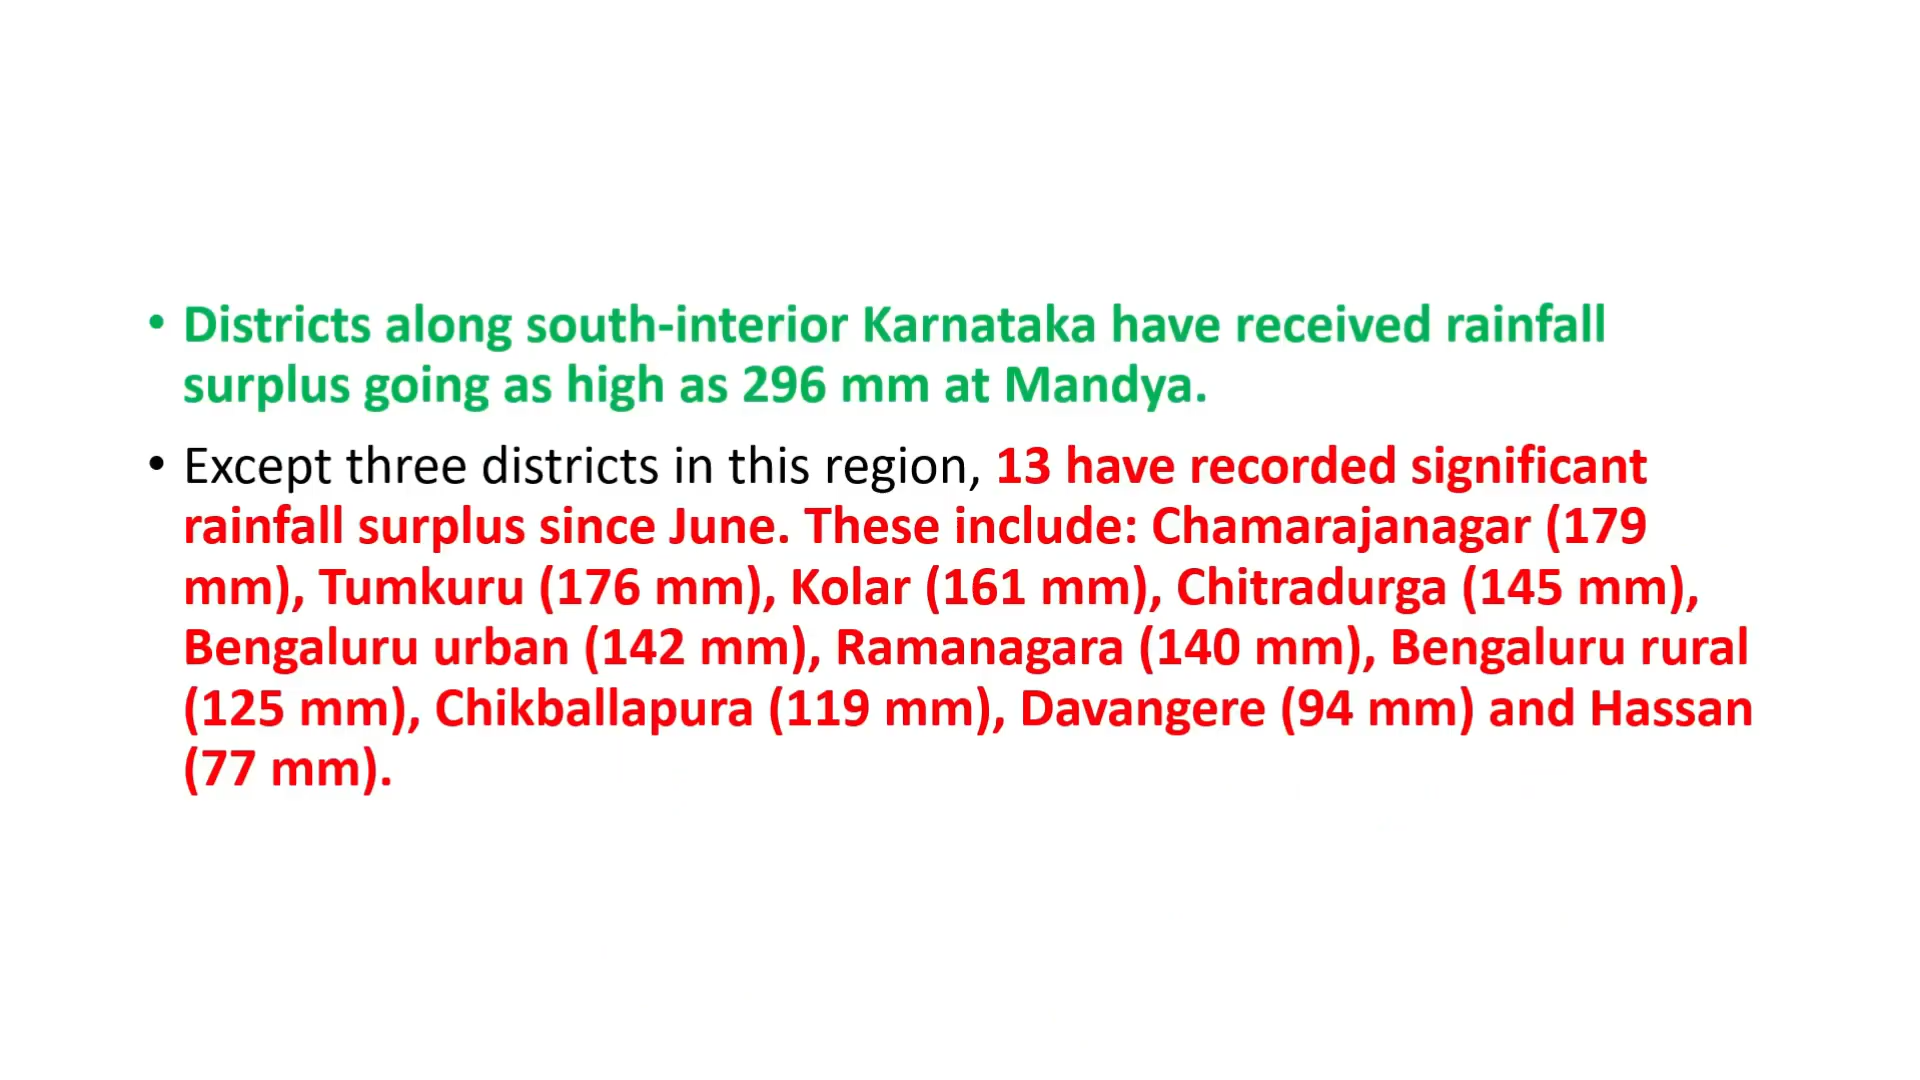 • Districts along south-interior Karnataka have received rainfall
surplus going as high as 296 mm at Mandya.
• Except three districts in this region, 13 have recorded significant
rainfall surplus since June. These include: Chamarajanagar (179
mm), Tumkuru (176 mm), Kolar (161 mm), Chitradurga (145 mm),
Bengaluru urban (142 mm), Ramanagara (140 mm), Bengaluru rural
(125 mm), Chikballapura (119 mm), Davangere (94 mm) and Hassan
(77 mm).